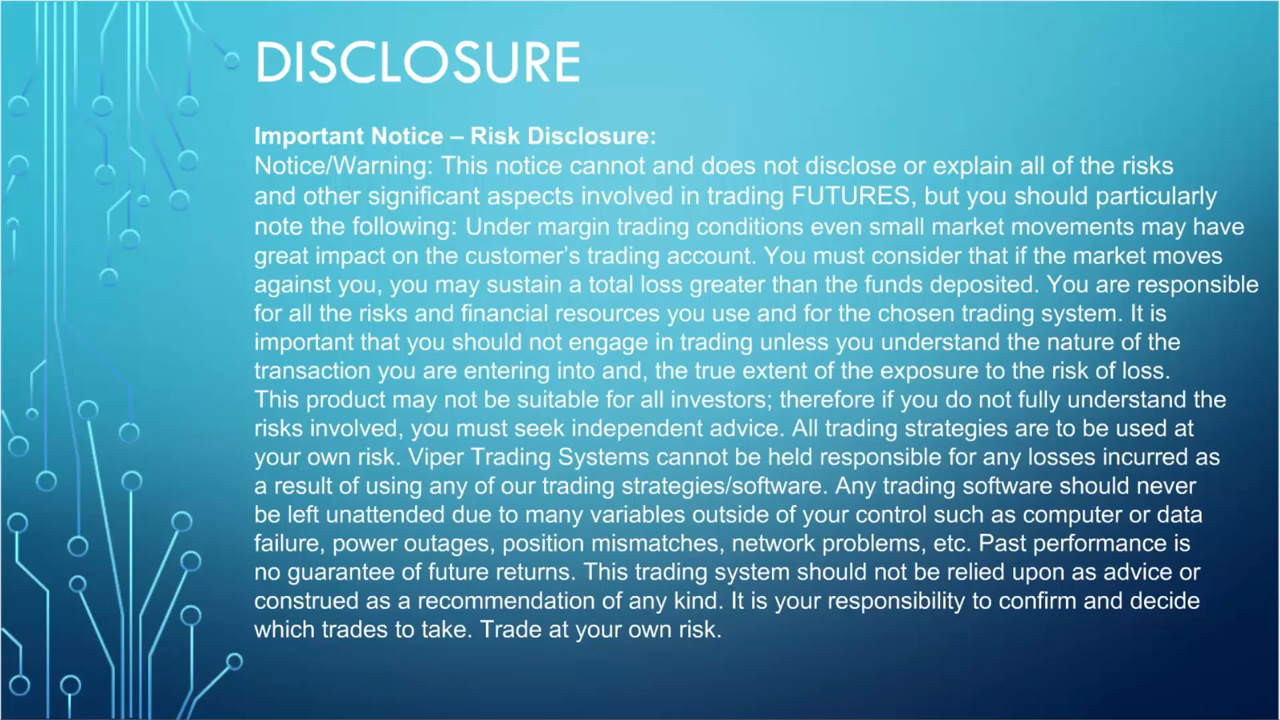 DISCLOSURE
Important Notice – Risk Disclosure:
Notice/Warning: This notice cannot and does not disclose or explain all of the risks
and other significant aspects involved in trading FUTURES, but you should particularly
note the following: Under margin trading conditions even small market movements may have
great impact on the customer’s trading account. You must consider that if the market moves
against you, you may sustain a total loss greater than the funds deposited. You are responsible
for all the risks and financial resources you use and for the chosen trading system. It is
important that you should not engage in trading unless you understand the nature of the
transaction you are entering into and, the true extent of the exposure to the risk of loss.
This product may not be suitable for all investors; therefore if you do not fully understand the
risks involved, you must seek independent advice. All trading strategies are to be used at
your own risk. Viper Trading Systems cannot be held responsible for any losses incurred as
a result of using any of our trading strategies/software. Any trading software should never
be left unattended due to many variables outside of your control such as computer or data
failure, power outages, position mismatches, network problems, etc. Past performance is
no guarantee of future returns. This trading system should not be relied upon as advice or
construed as a recommendation of any kind. It is your responsibility to confirm and decide
which trades to take. Trade at your own risk.